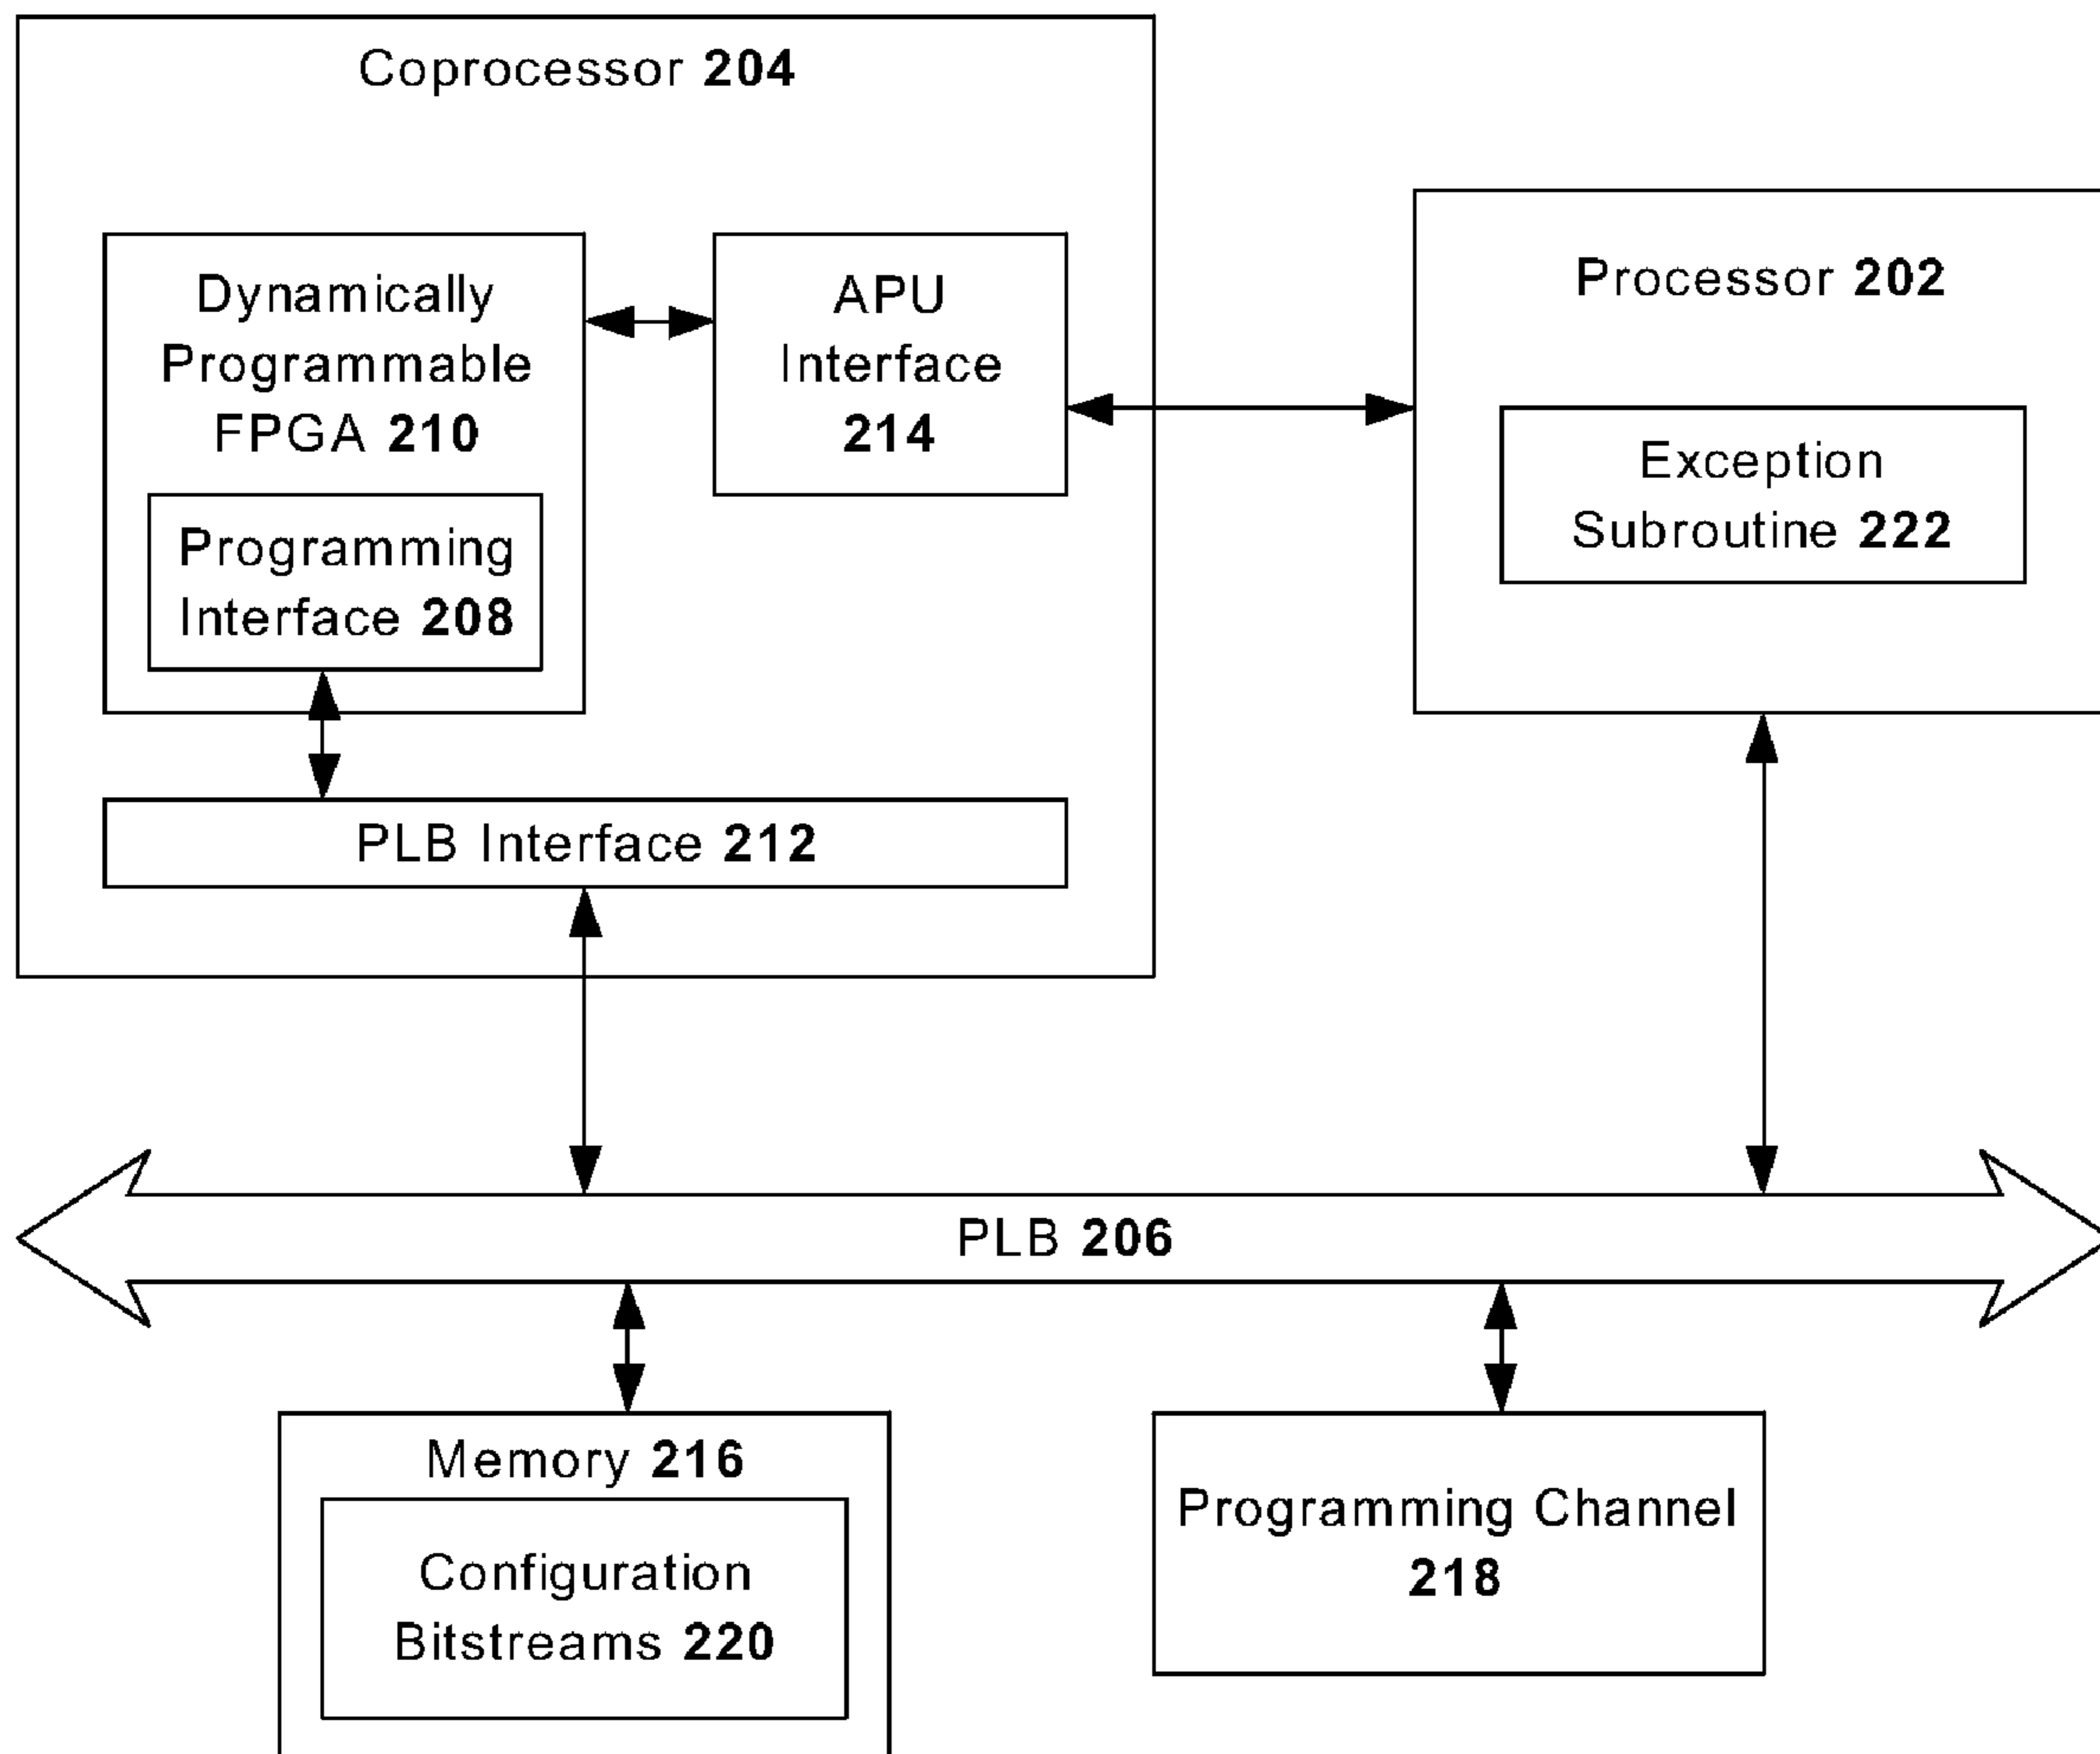 Coprocessor 204
Dynamically
Programmable
FPGA 210
Programming
Interface 208
APU
Interface
214
PLB Interface 212
Processor 202
Exception
Subroutine 222
PLB 206
Memory 216
Configuration
Bitstreams 220
Programming Channel
218